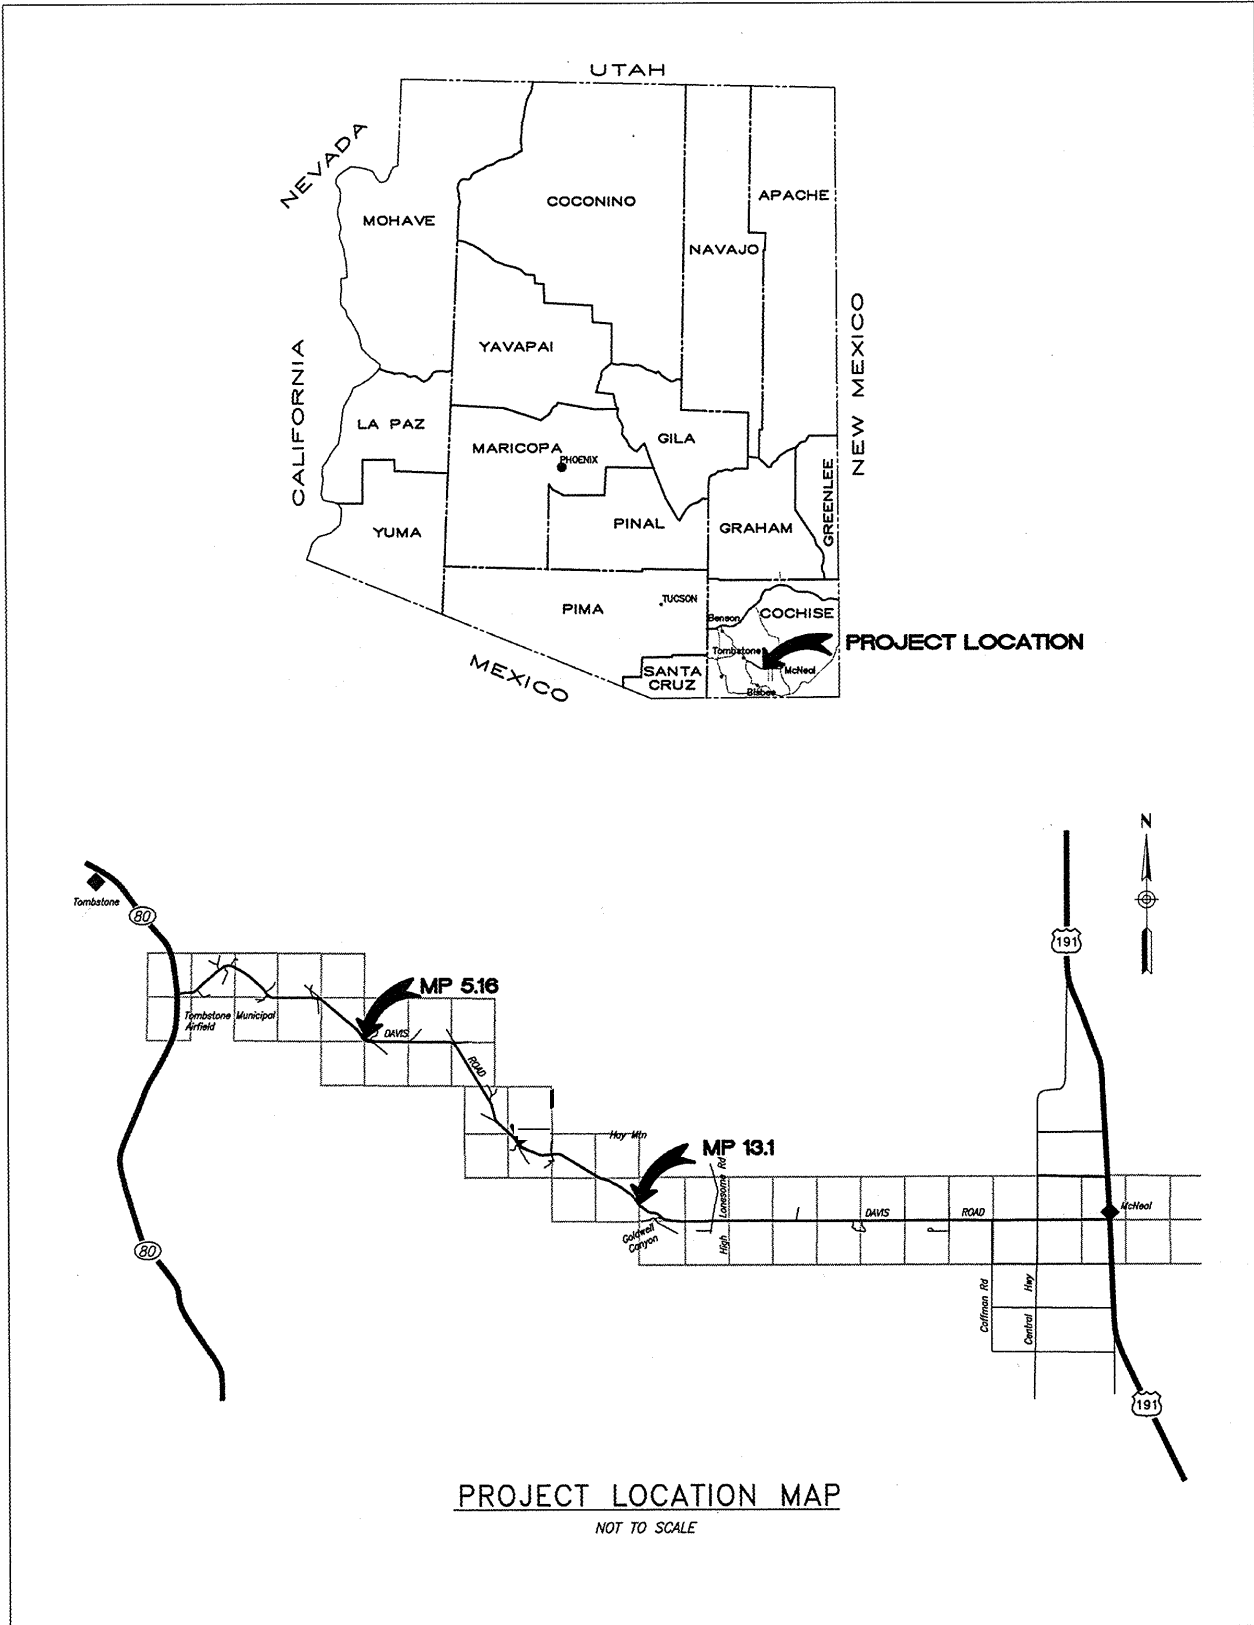 UTAH
NEVADA
MOHAVE
COCONINO
APACHE
NAVAJO
CALIFORNIA
NEW MEXICO
YAVAPAI
LA PAZ
MARICOPA
PHOENIX
GILA
GREENLEE
YUMA
PINAL
GRAHAM
PIMA
TUCSON
COCHISE
Benson
PROJECT LOCATION
Tombstone
McNeal
MEXICO
SANTA
CRUZ
Bisbee
N
Tombstone
80
191
MP 5.16
Tombstone Municipal
Airfield
DAVIS
ROAD
Hay Mtn
MP 13.1
High Lonesome Rd
DAVIS ROAD
McNeal
Goldwell
Canyon
80
Coffman Rd
Central Hwy
191
PROJECT LOCATION MAP
NOT TO SCALE